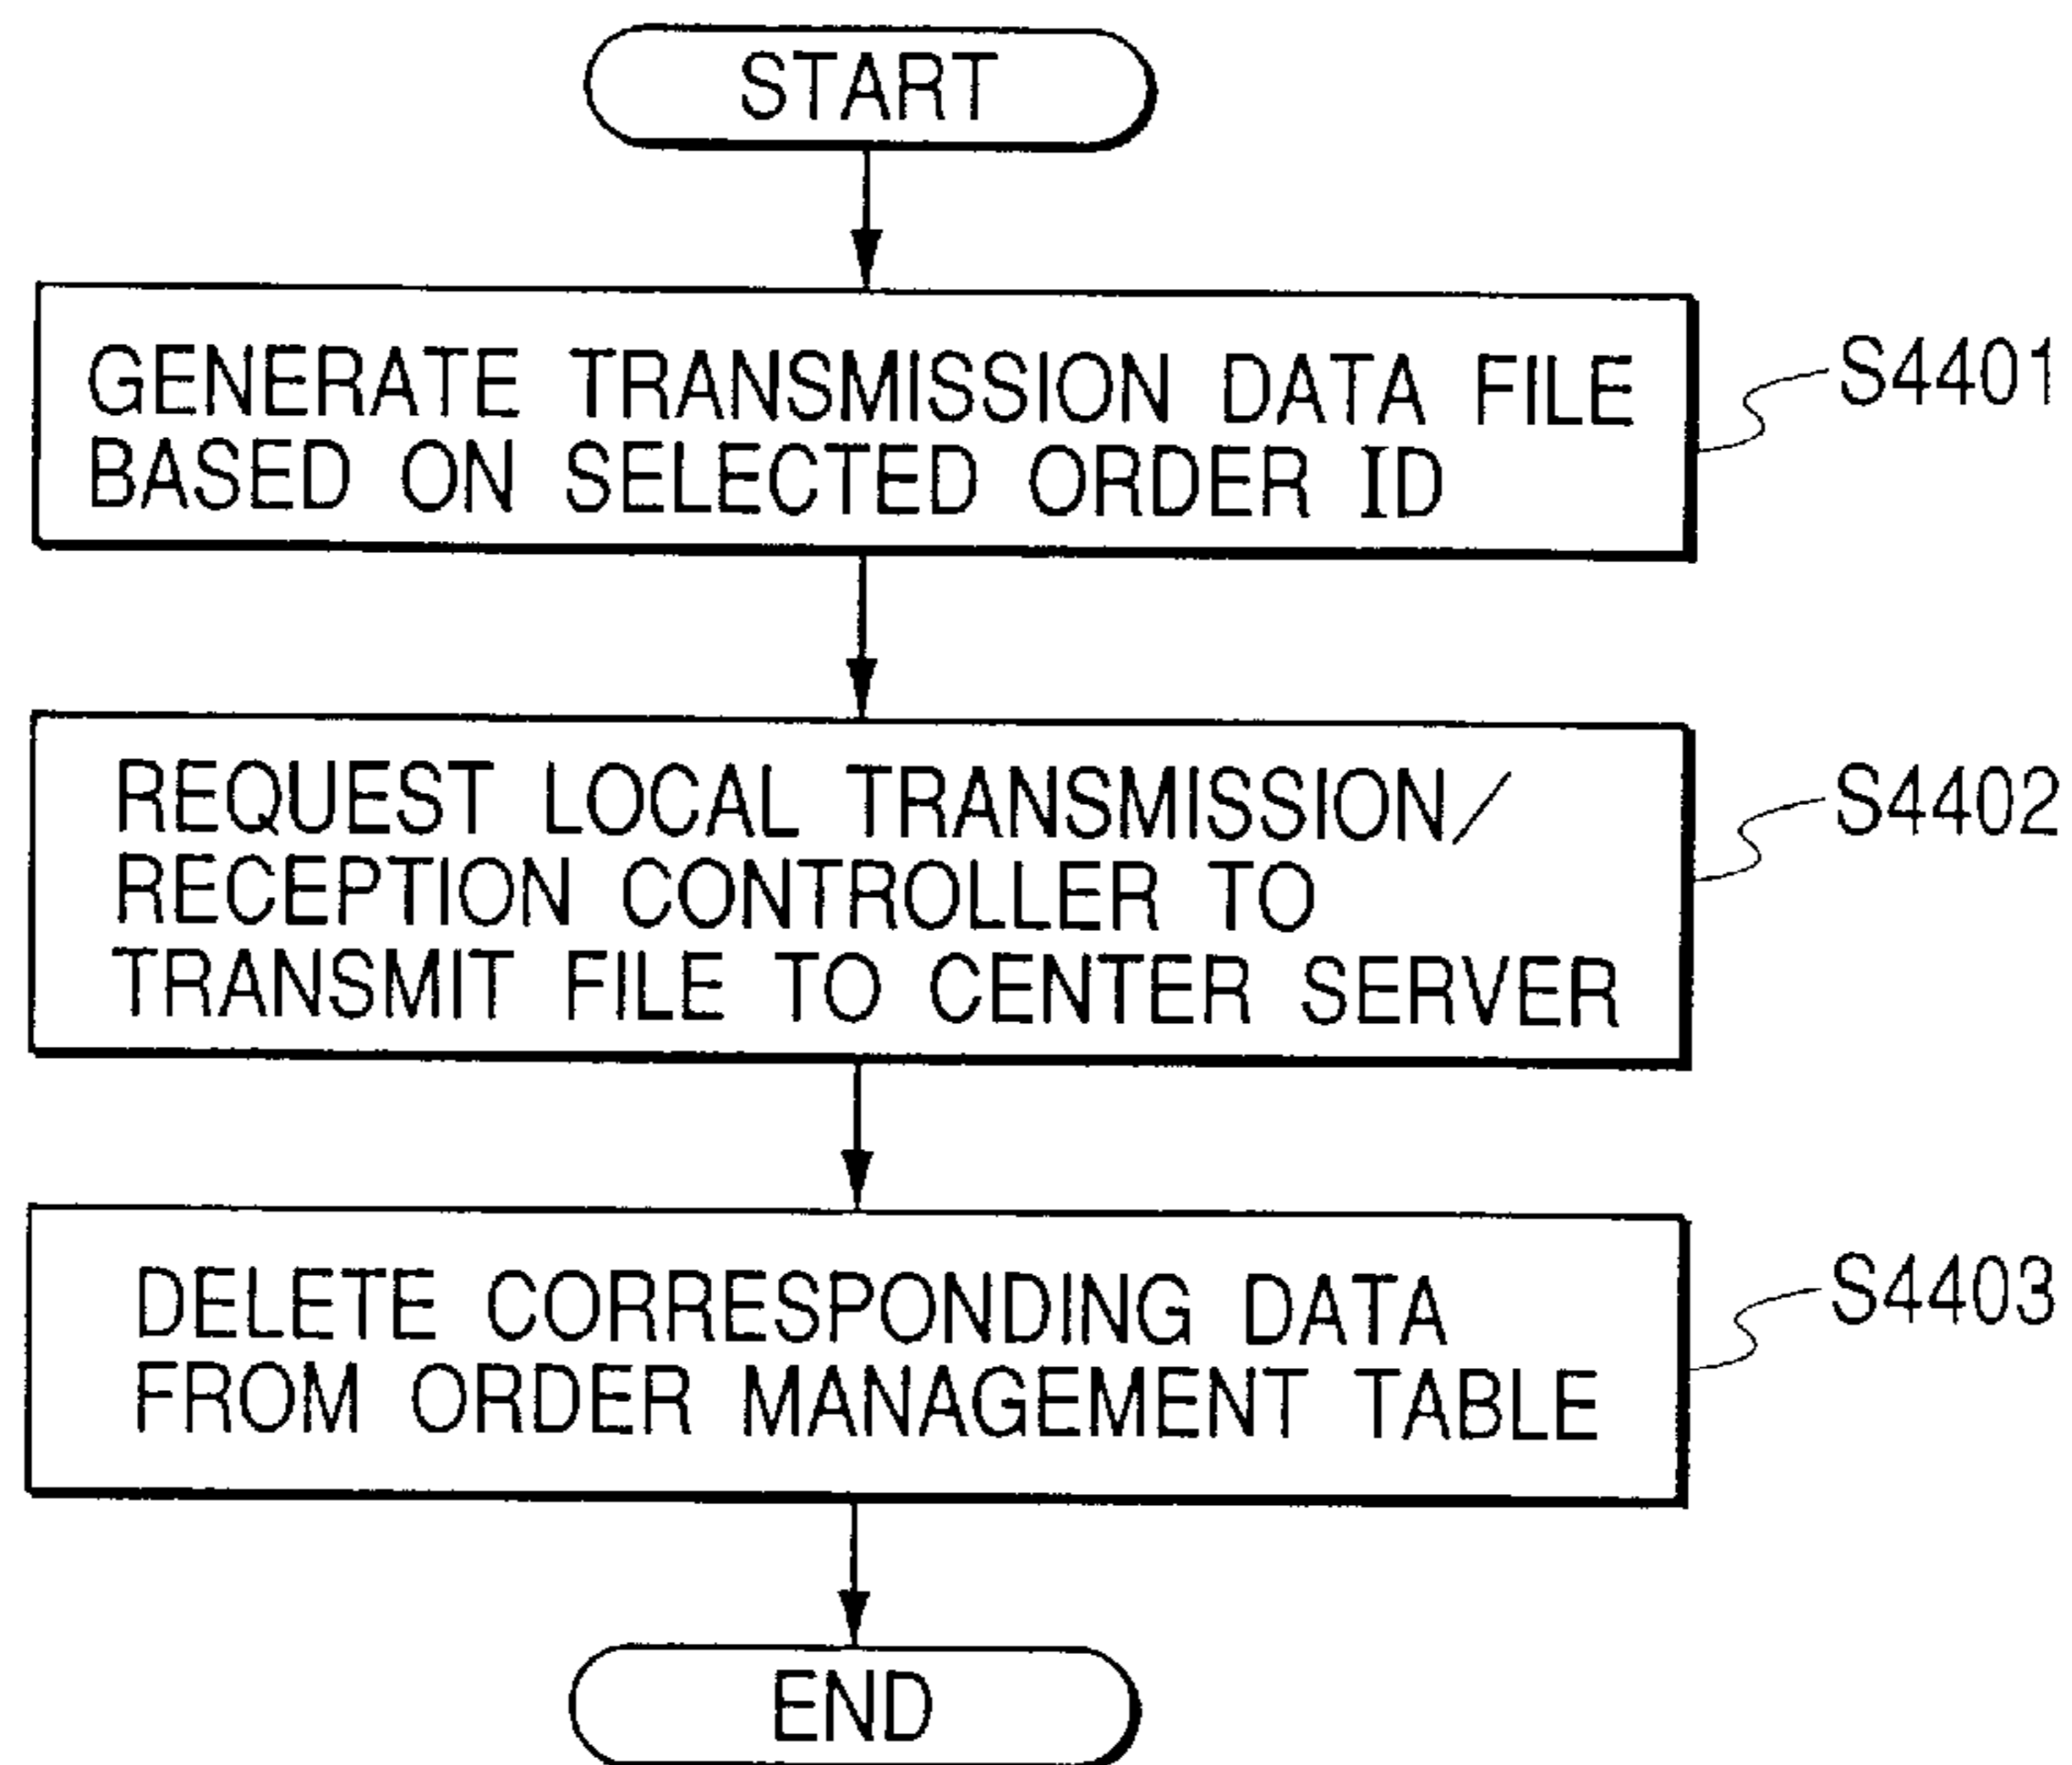 START
GENERATE TRANSMISSION DATA FILE
BASED ON SELECTED ORDER ID
S4401
REQUEST LOCAL TRANSMISSION/
RECEPTION CONTROLLER TO
TRANSMIT FILE TO CENTER SERVER
S4402
DELETE CORRESPONDING DATA
FROM ORDER MANAGEMENT TABLE
S4403
END